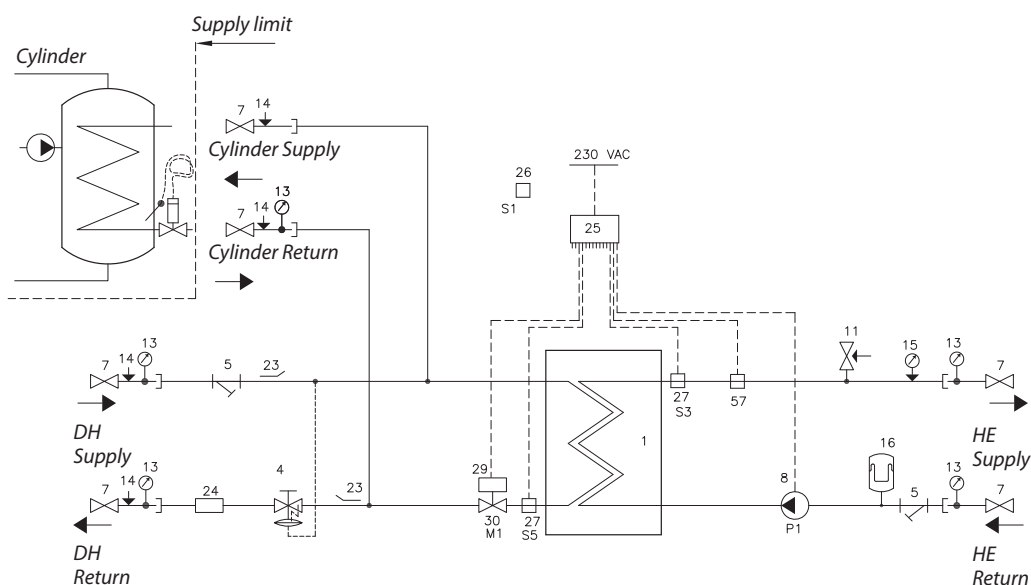 Supply limit
Cylinder
7 14
Cylinder Supply
13
7 14
Cylinder Return
26
S1
230 VAC
25
7 14 13
5
23
DH
Supply
27
S3
57
11
15
13
7
HE
Supply
1
7 14 13
24
4
23
29
30
M1
27
S5
8
P1
16
5
13
7
DH
Return
HE
Return